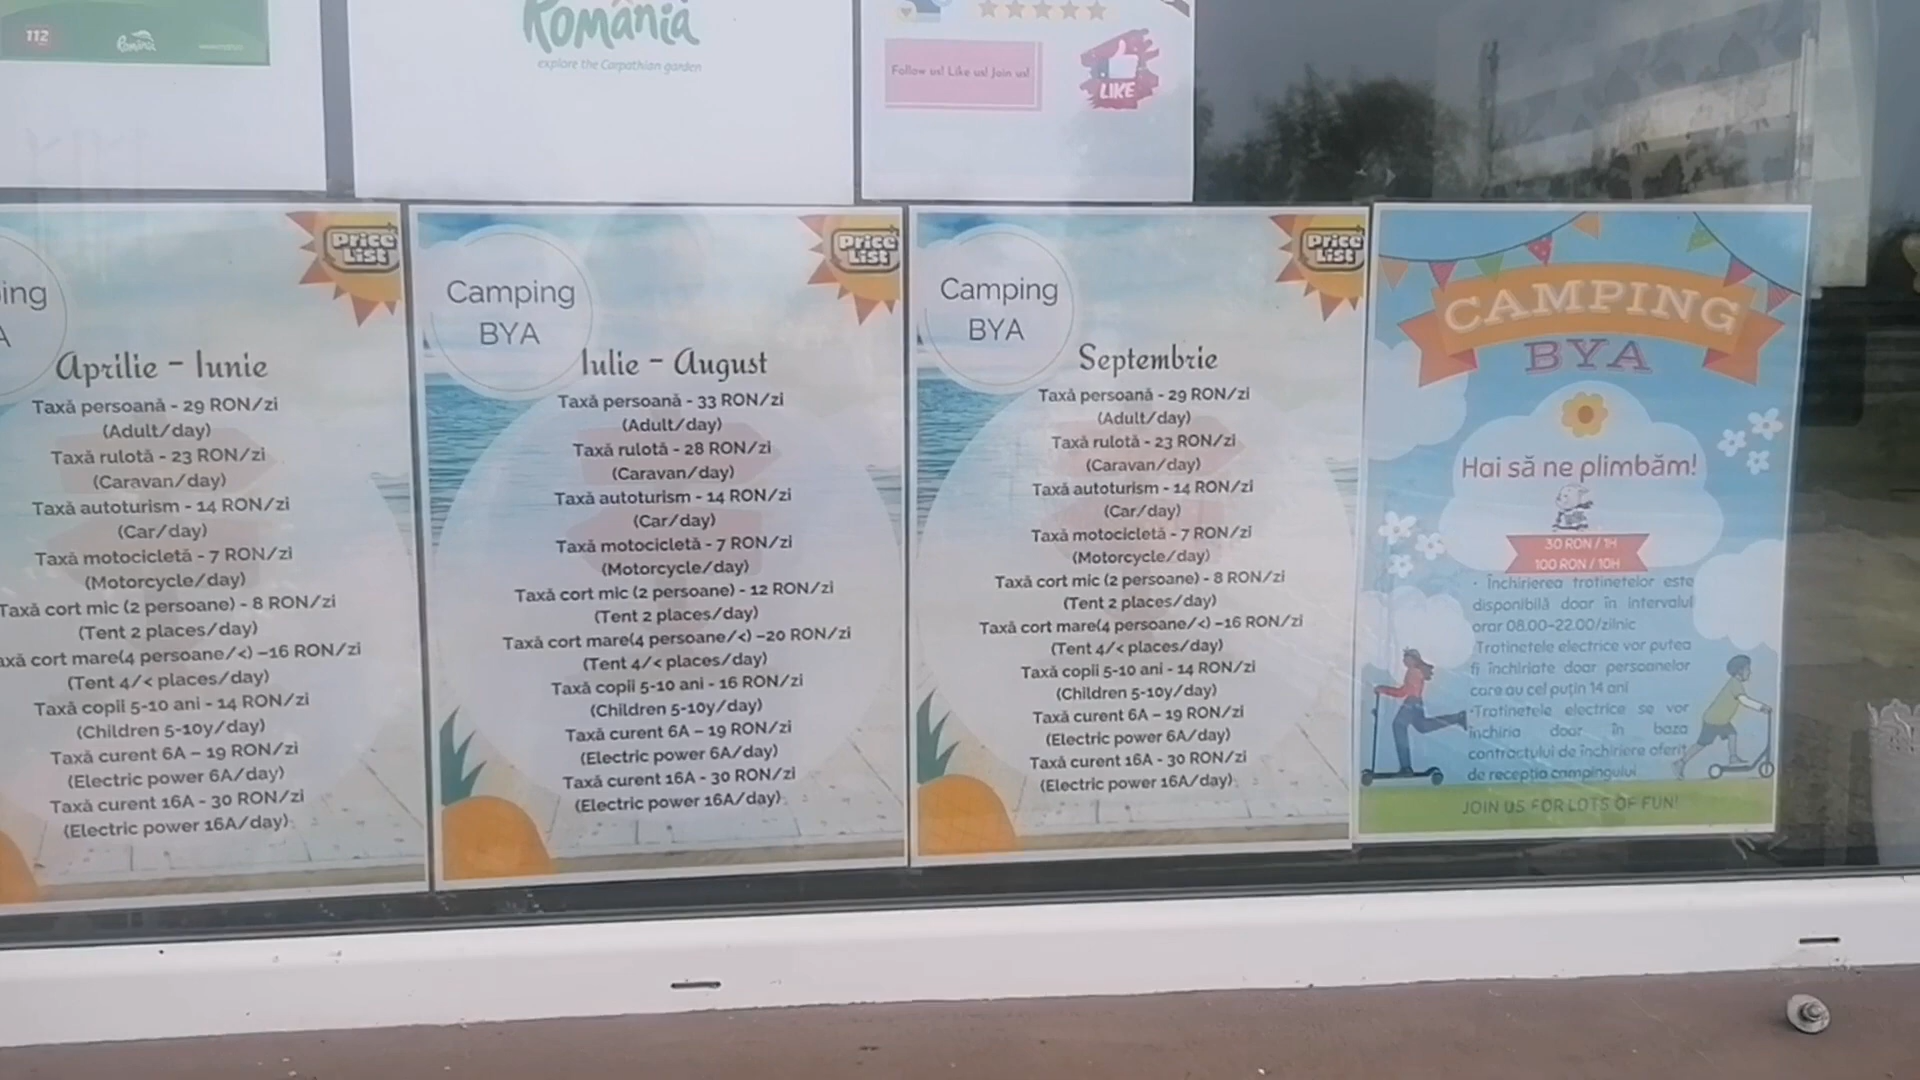 112
România
România
explore the Carpathian garden
Follow us! Like us! Join us!
LIKE
ing
A
Price
List
Aprilie - Iunie
Taxă persoană - 29 RON/zi
(Adult/day)
Taxă rulotă - 23 RON/zi
(Caravan/day)
Taxă autoturism - 14 RON/zi
(Car/day)
Taxă motocicletă - 7 RON/zi
(Motorcycle/day)
Taxă cort mic (2 persoane) - 8 RON/zi
(Tent 2 places/day)
axă cort mare(4 persoane/<) –16 RON/zi
(Tent 4/< places/day)
Taxă copii 5-10 ani - 14 RON/zi
(Children 5-10y/day)
Taxă curent 6A – 19 RON/zi
(Electric power 6A/day)
Taxă curent 16A - 30 RON/zi
(Electric power 16A/day)
Camping
BYA
Price
List
Iulie - August
Taxă persoană - 33 RON/zi
(Adult/day)
Taxă rulotă - 28 RON/zi
(Caravan/day)
Taxă autoturism - 14 RON/zi
(Car/day)
Taxă motocicletă - 7 RON/zi
(Motorcycle/day)
Taxă cort mic (2 persoane) - 12 RON/zi
(Tent 2 places/day)
Taxă cort mare(4 persoane/<) –20 RON/zi
(Tent 4/< places/day)
Taxă copii 5-10 ani - 16 RON/zi
(Children 5-10y/day)
Taxă curent 6A – 19 RON/zi
(Electric power 6A/day)
Taxă curent 16A - 30 RON/zi
(Electric power 16A/day)
Camping
BYA
Price
List
Septembrie
Taxă persoană - 29 RON/zi
(Adult/day)
Taxă rulotă - 23 RON/zi
(Caravan/day)
Taxă autoturism - 14 RON/zi
(Car/day)
Taxă motocicletă - 7 RON/zi
(Motorcycle/day)
Taxă cort mic (2 persoane) - 8 RON/zi
(Tent 2 places/day)
Taxă cort mare(4 persoane/<) –16 RON/zi
(Tent 4/< places/day)
Taxă copii 5-10 ani - 14 RON/zi
(Children 5-10y/day)
Taxă curent 6A – 19 RON/zi
(Electric power 6A/day)
Taxă curent 16A - 30 RON/zi
(Electric power 16A/day)
CAMPING
BYA
Hai să ne plimbăm!
30 RON / 1H
100 RON / 10H
· Închirierea trotinetelor este
disponibilă doar în intervalul
orar 08.00-22.00/zilnic
·Trotinetele electrice vor putea
fi închiriate doar persoanelor
care au cel puțin 14 ani
·Trotinetele electrice se vor
închiria doar în baza
contractului de închiriere oferit
de recepția campingului
JOIN US FOR LOTS OF FUN!